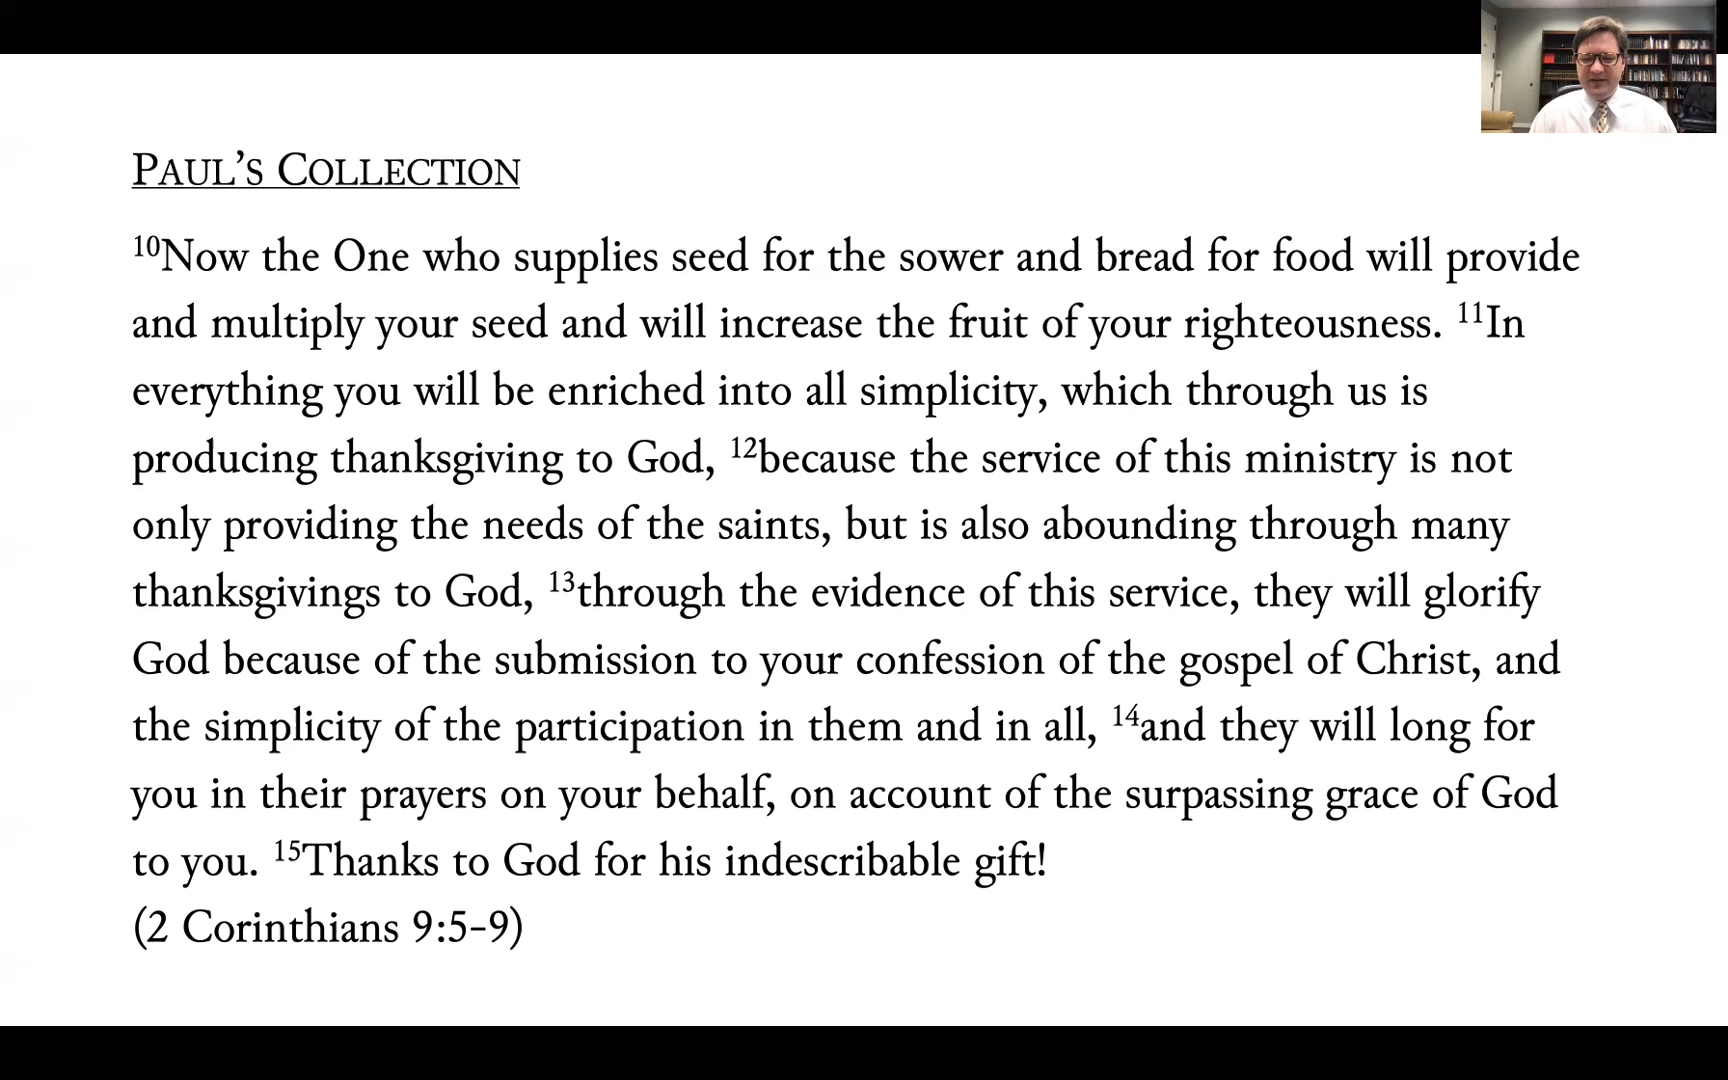 PAUL’S COLLECTION
¹⁰Now the One who supplies seed for the sower and bread for food will provide
and multiply your seed and will increase the fruit of your righteousness. ¹¹In
everything you will be enriched into all simplicity, which through us is
producing thanksgiving to God, ¹²because the service of this ministry is not
only providing the needs of the saints, but is also abounding through many
thanksgivings to God, ¹³through the evidence of this service, they will glorify
God because of the submission to your confession of the gospel of Christ, and
the simplicity of the participation in them and in all, ¹⁴and they will long for
you in their prayers on your behalf, on account of the surpassing grace of God
to you. ¹⁵Thanks to God for his indescribable gift!
(2 Corinthians 9:5-9)